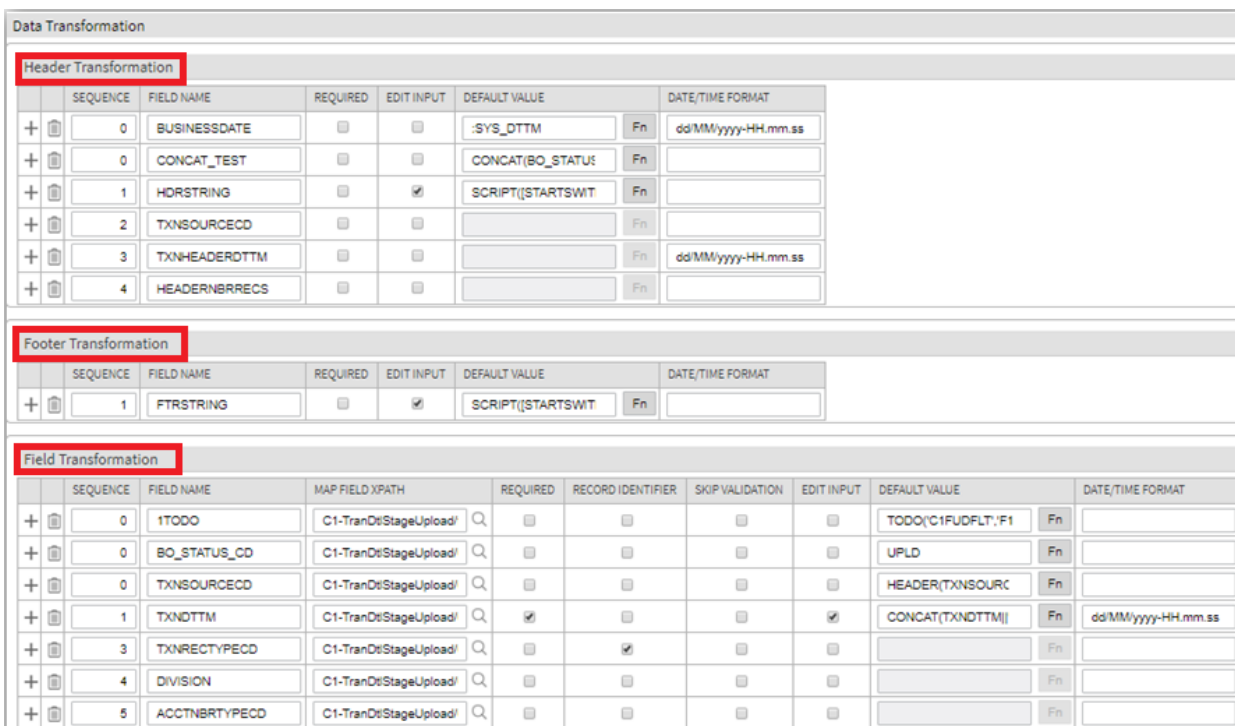 Data Transformation
Header Transformation
SEQUENCE FIELD NAME REQUIRED EDIT INPUT DEFAULT VALUE DATE/TIME FORMAT
0 BUSINESSDATE :SYS_DTTM Fn dd/MM/yyyy-HH.mm.ss
0 CONCAT_TEST CONCAT(BO_STATUS Fn
1 HDRSTRING SCRIPT([STARTSWIT Fn
2 TXNSOURCECD Fn
3 TXNHEADERDTTM Fn dd/MM/yyyy-HH.mm.ss
4 HEADERNBRRECS Fn
Footer Transformation
SEQUENCE FIELD NAME REQUIRED EDIT INPUT DEFAULT VALUE DATE/TIME FORMAT
1 FTRSTRING SCRIPT([STARTSWIT Fn
Field Transformation
SEQUENCE FIELD NAME MAP FIELD XPATH REQUIRED RECORD IDENTIFIER SKIP VALIDATION EDIT INPUT DEFAULT VALUE DATE/TIME FORMAT
0 1TODO C1-TranDtlStageUpload/ TODO('C1FUDFLT','F1 Fn
0 BO_STATUS_CD C1-TranDtlStageUpload/ UPLD Fn
0 TXNSOURCECD C1-TranDtlStageUpload/ HEADER(TXNSOURC Fn
1 TXNDTTM C1-TranDtlStageUpload/ CONCAT(TXNDTTM|| Fn dd/MM/yyyy-HH.mm.ss
3 TXNRECTYPECD C1-TranDtlStageUpload/ Fn
4 DIVISION C1-TranDtlStageUpload/ Fn
5 ACCTNBRTYPECD C1-TranDtlStageUpload/ Fn